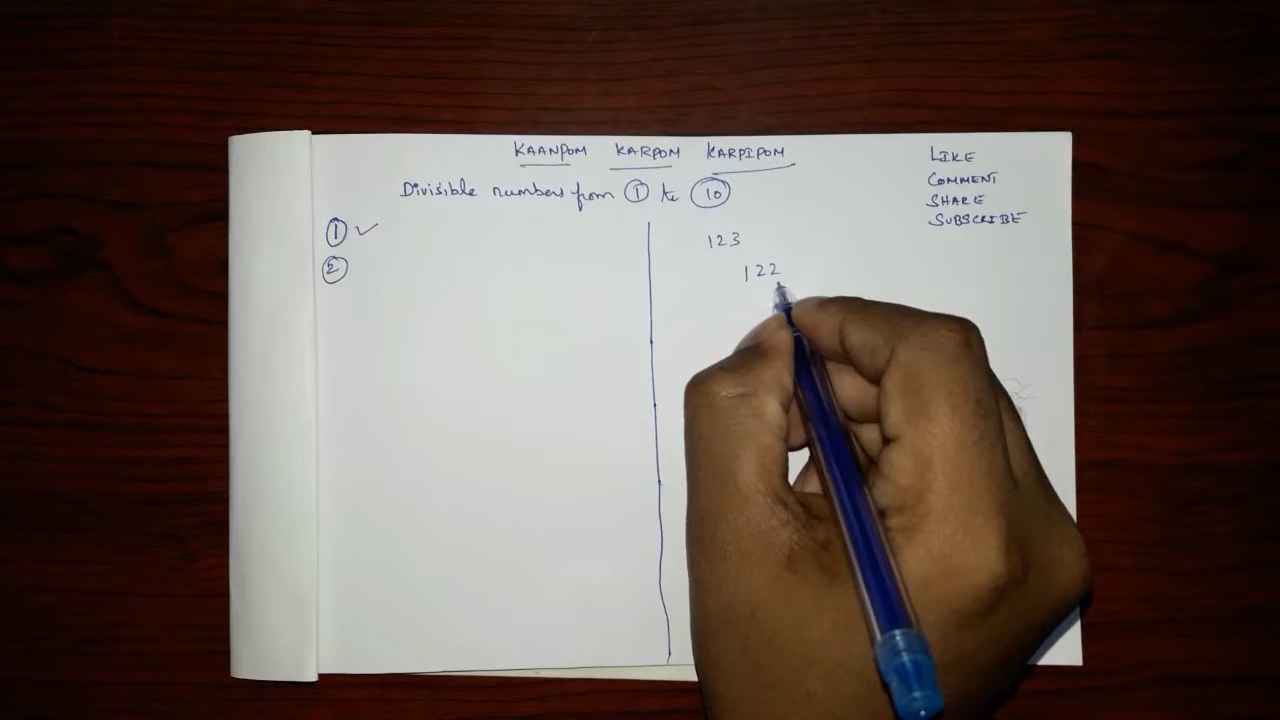 KAANPOM KARPOM KARPIPOM
Divisible numbers from 1 to 10
LIKE
COMMENT
SHARE
SUBSCRIBE
1 ✓
2
123
122